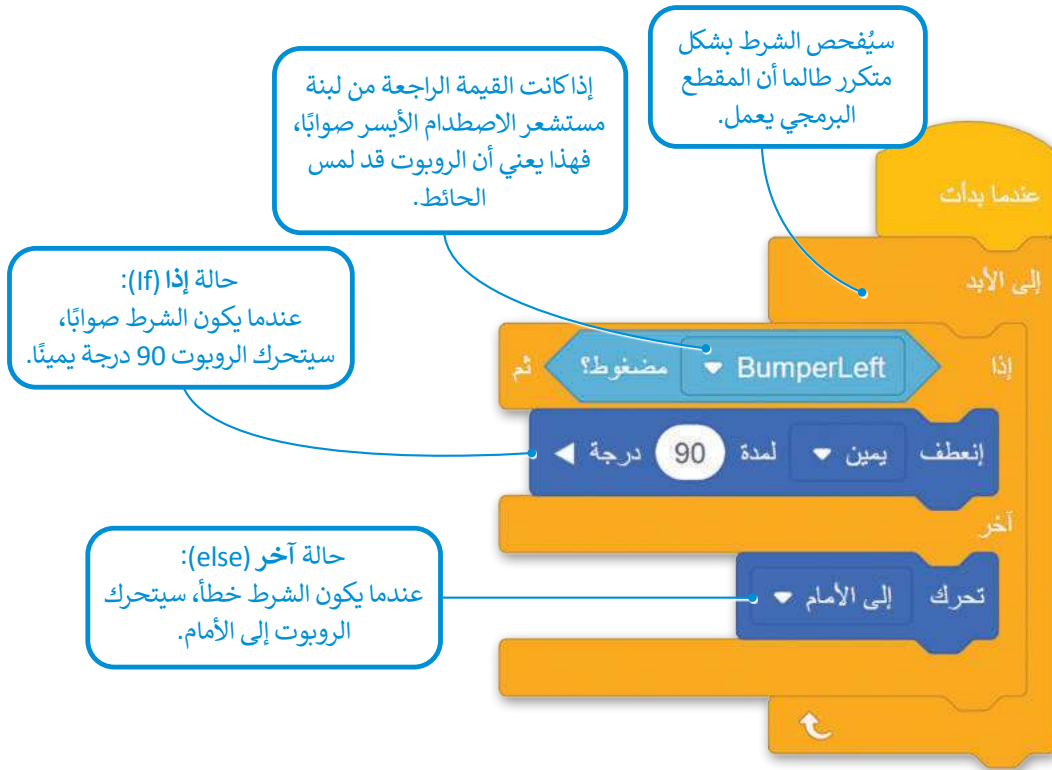 سيُفحص الشرط بشكل
متكرر طالما أن المقطع
البرمجي يعمل.
إذا كانت القيمة الراجعة من لبنة
مستشعر الاصطدام الأيسر صوابًا،
فهذا يعني أن الروبوت قد لمس
الحائط.
حالة إذا (If):
عندما يكون الشرط صوابًا،
سيتحرك الروبوت 90 درجة يمينًا.
حالة آخر (else):
عندما يكون الشرط خطأ، سيتحرك
الروبوت إلى الأمام.
عندما بدأت
إلى الأبد
إذا BumperLeft مضغوط؟ ثم
إنعطف يمين لمدة 90 درجة
آخر
تحرك إلى الأمام